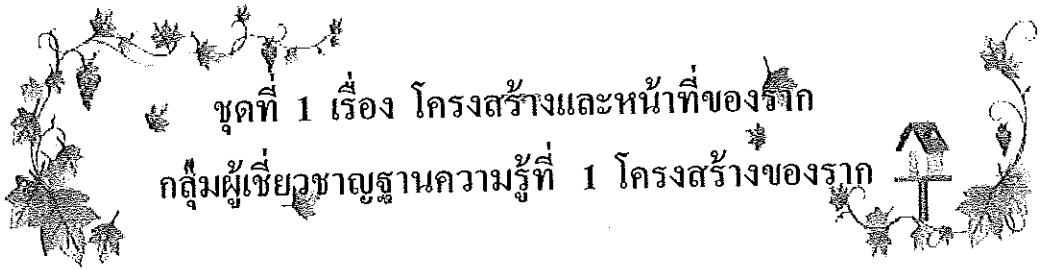 ชุดที่ 1 เรื่อง โครงสร้างและหน้าที่ของราก
กลุ่มผู้เชี่ยวชาญฐานความรู้ที่ 1 โครงสร้างของราก